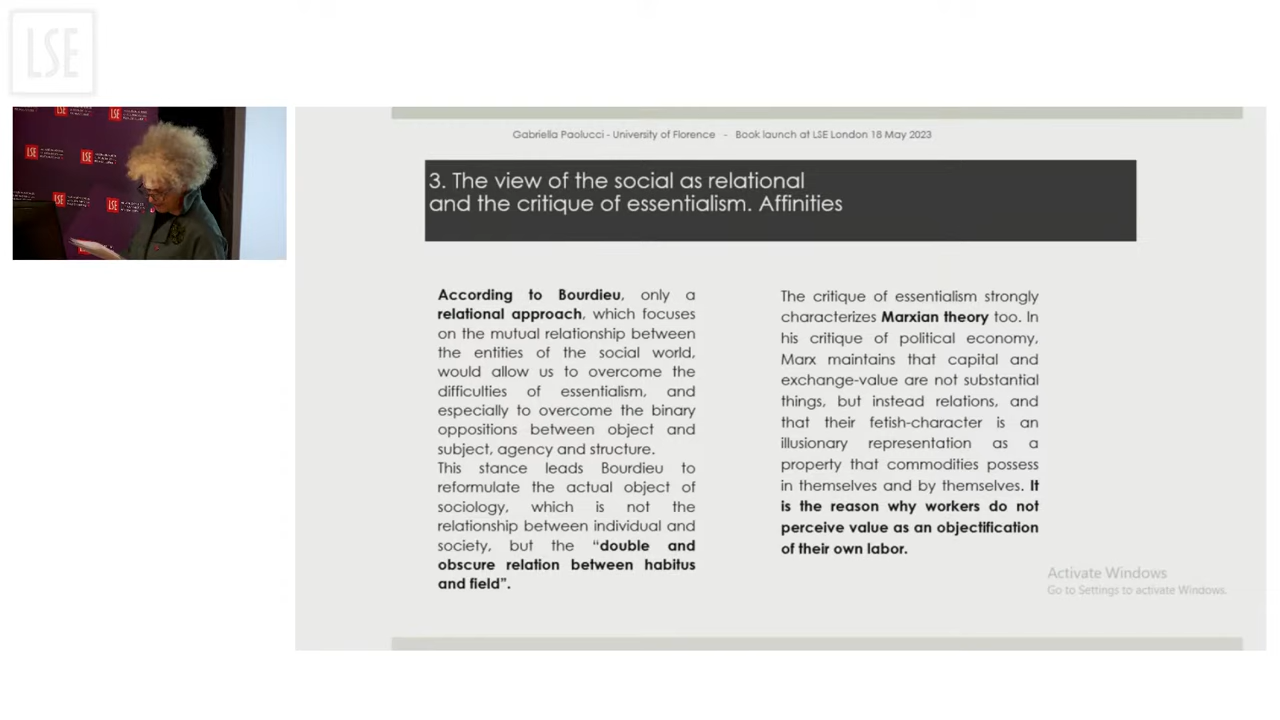 LSE
LSE
LSE
LSE
LSE
LSE
LSE
Gabriella Paolucci - University of Florence - Book launch at LSE London 18 May 2023
3. The view of the social as relational
and the critique of essentialism. Affinities
According to Bourdieu, only a
relational approach, which focuses
on the mutual relationship between
the entities of the social world,
would allow us to overcome the
difficulties of essentialism, and
especially to overcome the binary
oppositions between object and
subject, agency and structure.
This stance leads Bourdieu to
reformulate the actual object of
sociology, which is not the
relationship between individual and
society, but the “double and
obscure relation between habitus
and field”.
The critique of essentialism strongly
characterizes Marxian theory too. In
his critique of political economy,
Marx maintains that capital and
exchange-value are not substantial
things, but instead relations, and
that their fetish-character is an
illusionary representation as a
property that commodities possess
in themselves and by themselves. It
is the reason why workers do not
perceive value as an objectification
of their own labor.
Activate Windows
Go to Settings to activate Windows.